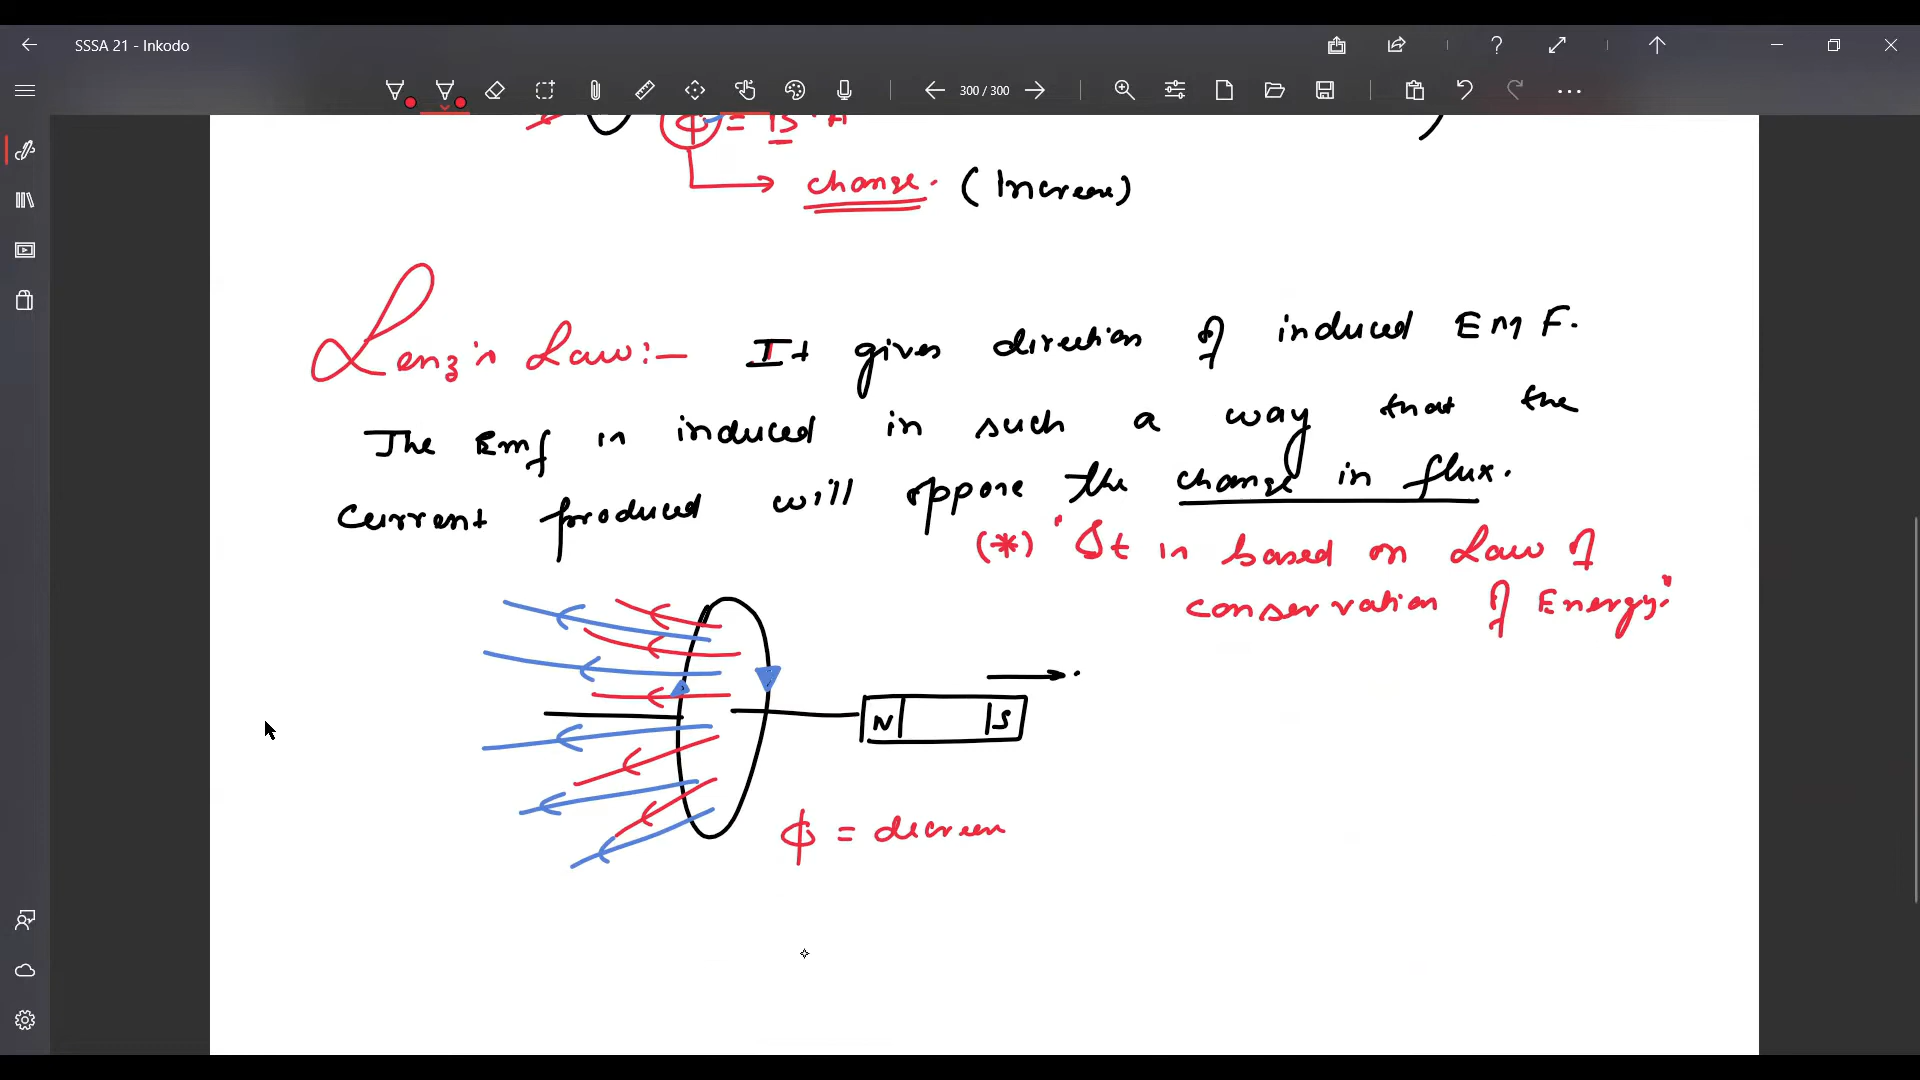 SSSA 21 - Inkodo
300 / 300
ϕ = B · A
change. (Increase)
Lenz's Law:- It gives direction of induced EMF.
The Emf is induced in such a way that the
current produced will oppose the change in flux.
(*) "It is based on Law of
conservation of Energy."
N S
ϕ = decrease